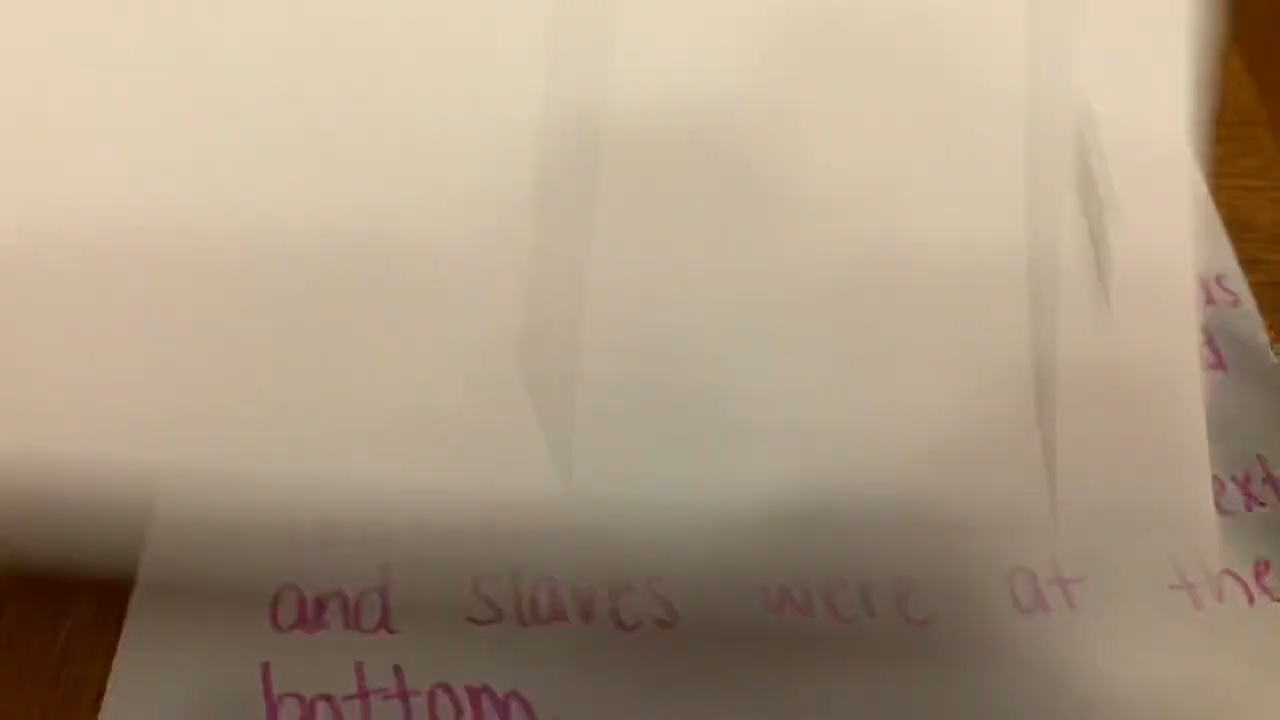 and slaves were at the
bottom